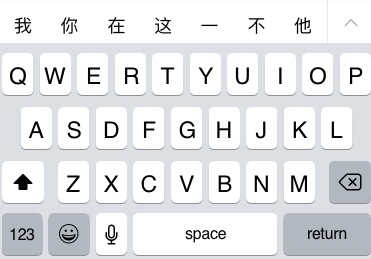 我 你 在 这 一 不 他
Q W E R T Y U I O P
A S D F G H J K L
Z X C V B N M
123 space return